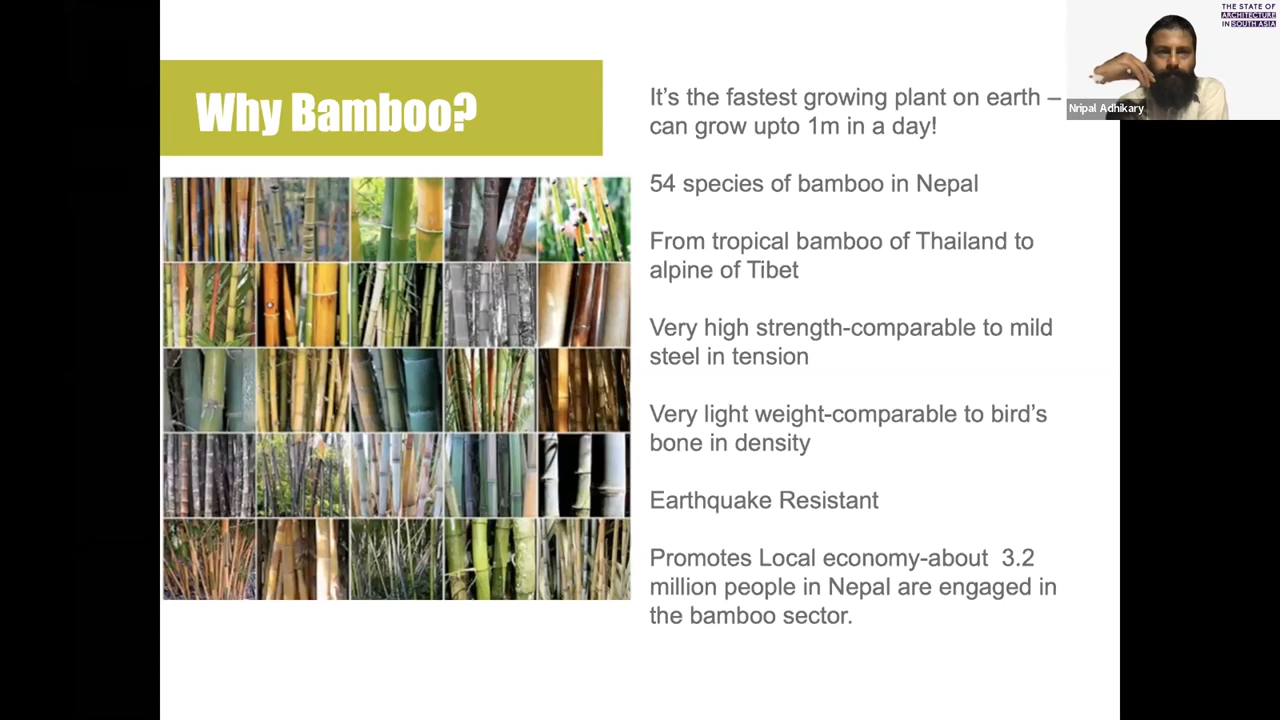 THE STATE OF
ARCHITECTURE
IN SOUTH ASIA
Nripal Adhikary
Why Bamboo?
It's the fastest growing plant on earth –
can grow upto 1m in a day!
54 species of bamboo in Nepal
From tropical bamboo of Thailand to
alpine of Tibet
Very high strength-comparable to mild
steel in tension
Very light weight-comparable to bird's
bone in density
Earthquake Resistant
Promotes Local economy-about 3.2
million people in Nepal are engaged in
the bamboo sector.